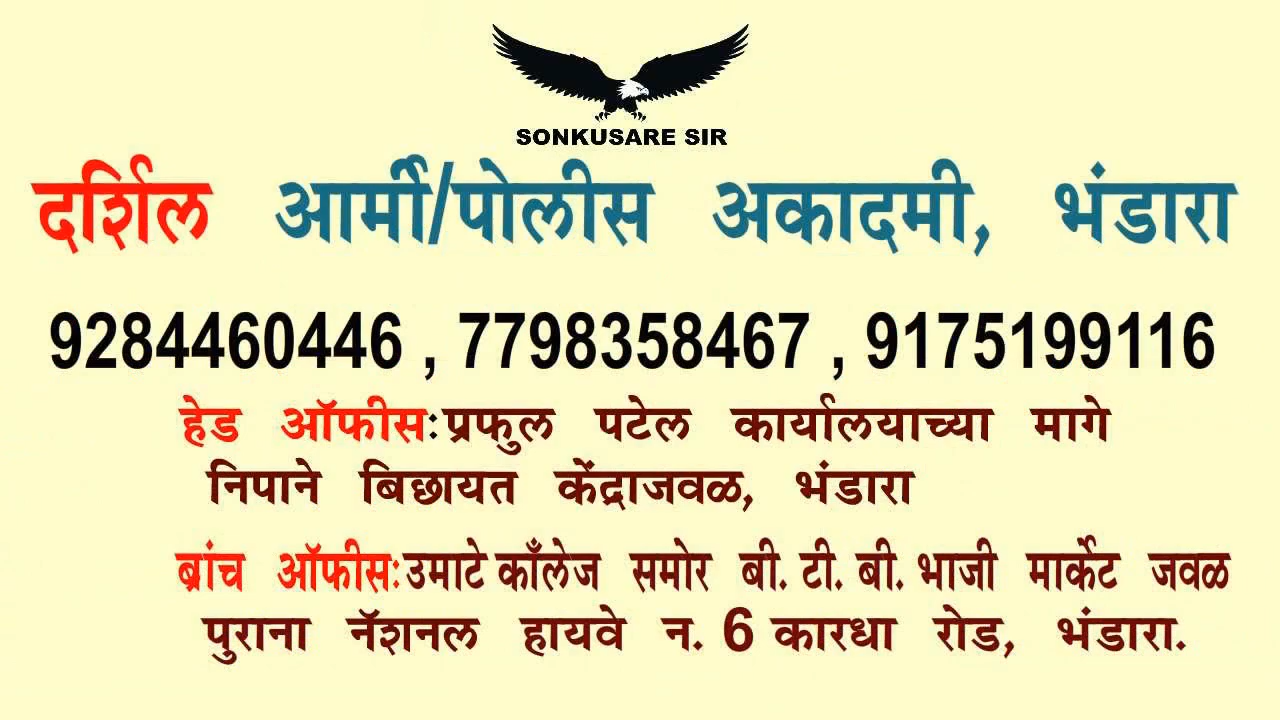 SONKUSARE SIR
दर्शिल आर्मी/पोलीस अकादमी, भंडारा
9284460446 , 7798358467 , 9175199116
हेड ऑफीस:प्रफुल पटेल कार्यालयाच्या मागे
निपाने बिछायत केंद्राजवळ, भंडारा
ब्रांच ऑफीस:उमाटे कॉंलेज समोर बी. टी. बी. भाजी मार्केट जवळ
पुराना नॅशनल हायवे न. 6 कारधा रोड, भंडारा.